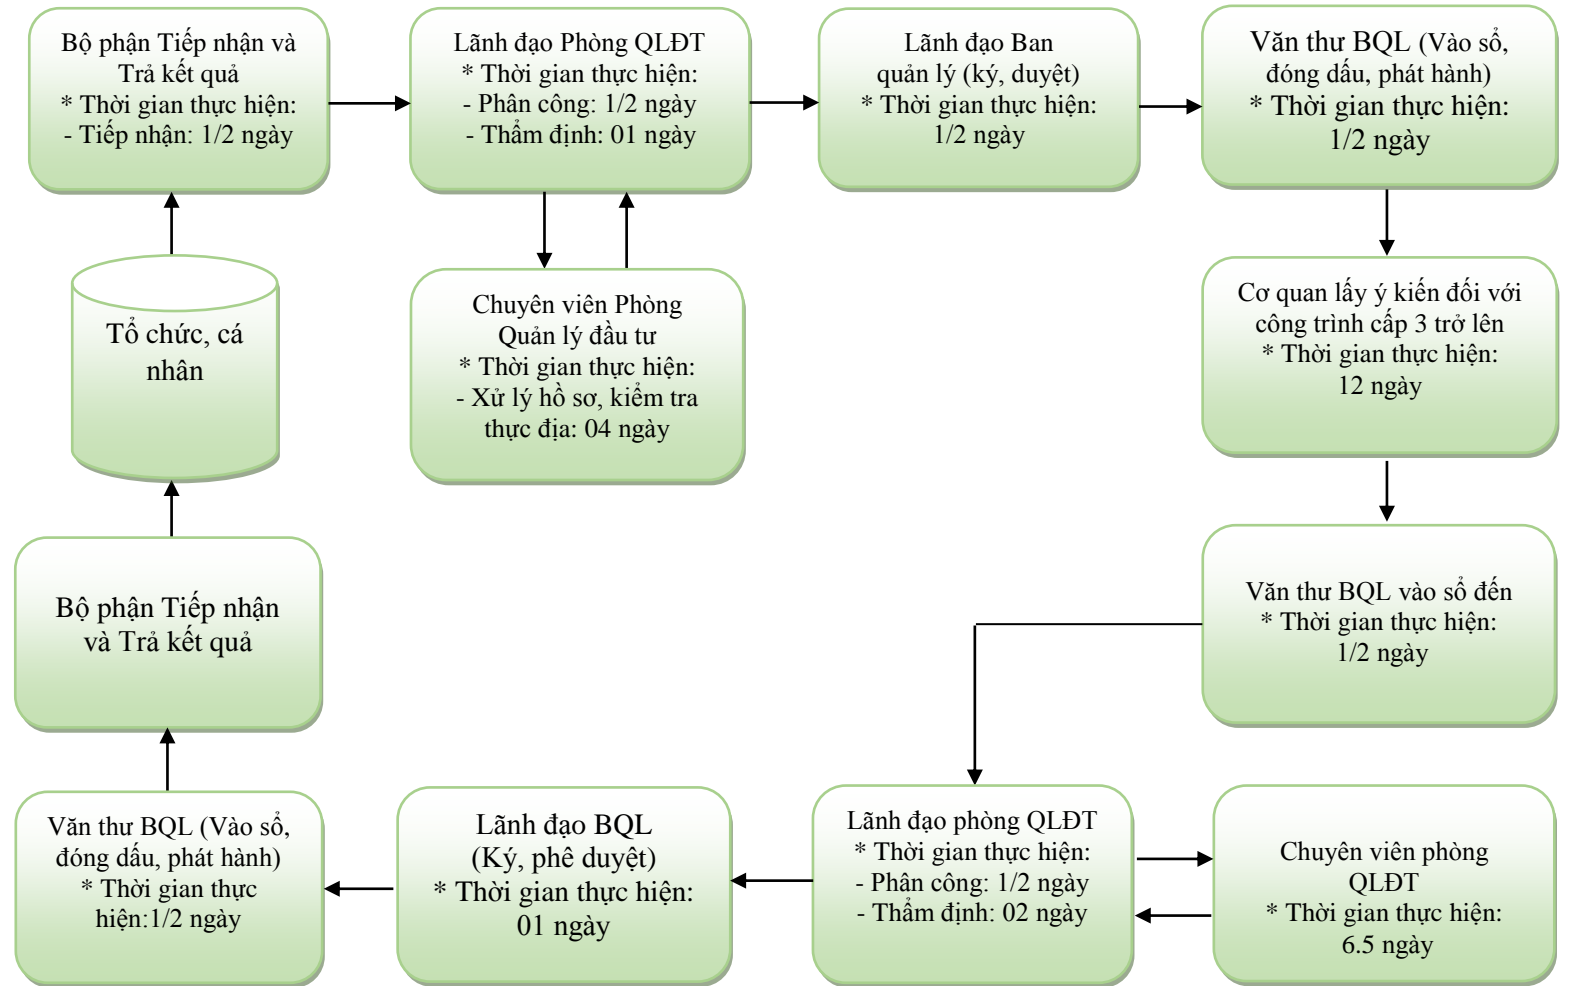 Bộ phận Tiếp nhận và
Trả kết quả
* Thời gian thực hiện:
- Tiếp nhận: 1/2 ngày
Lãnh đạo Phòng QLĐT
* Thời gian thực hiện:
- Phân công: 1/2 ngày
- Thẩm định: 01 ngày
Lãnh đạo Ban
quản lý (ký, duyệt)
* Thời gian thực hiện:
1/2 ngày
Văn thư BQL (Vào sổ,
đóng dấu, phát hành)
* Thời gian thực hiện:
1/2 ngày
Tổ chức, cá
nhân
Chuyên viên Phòng
Quản lý đầu tư
* Thời gian thực hiện:
- Xử lý hồ sơ, kiểm tra
thực địa: 04 ngày
Cơ quan lấy ý kiến đối với
công trình cấp 3 trở lên
* Thời gian thực hiện:
12 ngày
Bộ phận Tiếp nhận
và Trả kết quả
Văn thư BQL vào sổ đến
* Thời gian thực hiện:
1/2 ngày
Văn thư BQL (Vào sổ,
đóng dấu, phát hành)
* Thời gian thực
hiện:1/2 ngày
Lãnh đạo BQL
(Ký, phê duyệt)
* Thời gian thực hiện:
01 ngày
Lãnh đạo phòng QLĐT
* Thời gian thực hiện:
- Phân công: 1/2 ngày
- Thẩm định: 02 ngày
Chuyên viên phòng
QLĐT
* Thời gian thực hiện:
6.5 ngày